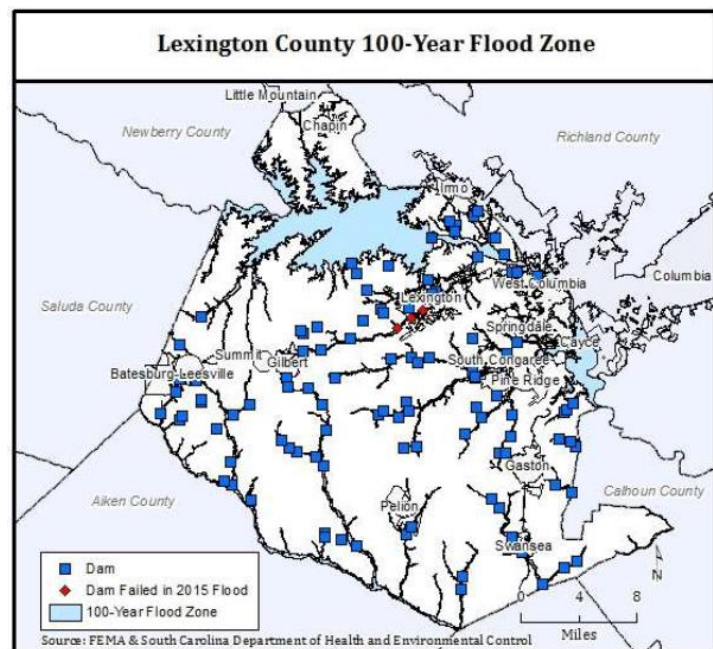 Lexington County 100-Year Flood Zone
Little Mountain
Chapin
Newberry County
Richland County
Irmo
Columbia
West Columbia
Lexington
Saluda County
Springdale
Cayce
Summit
Gilbert
South Congaree
Batesburg-Leesville
Pine Ridge
Gaston
Aiken County
Calhoun County
Pelion
Swansea
N
Dam
Dam Failed in 2015 Flood
100-Year Flood Zone
0 4 8
Miles
Source: FEMA & South Carolina Department of Health and Environmental Control